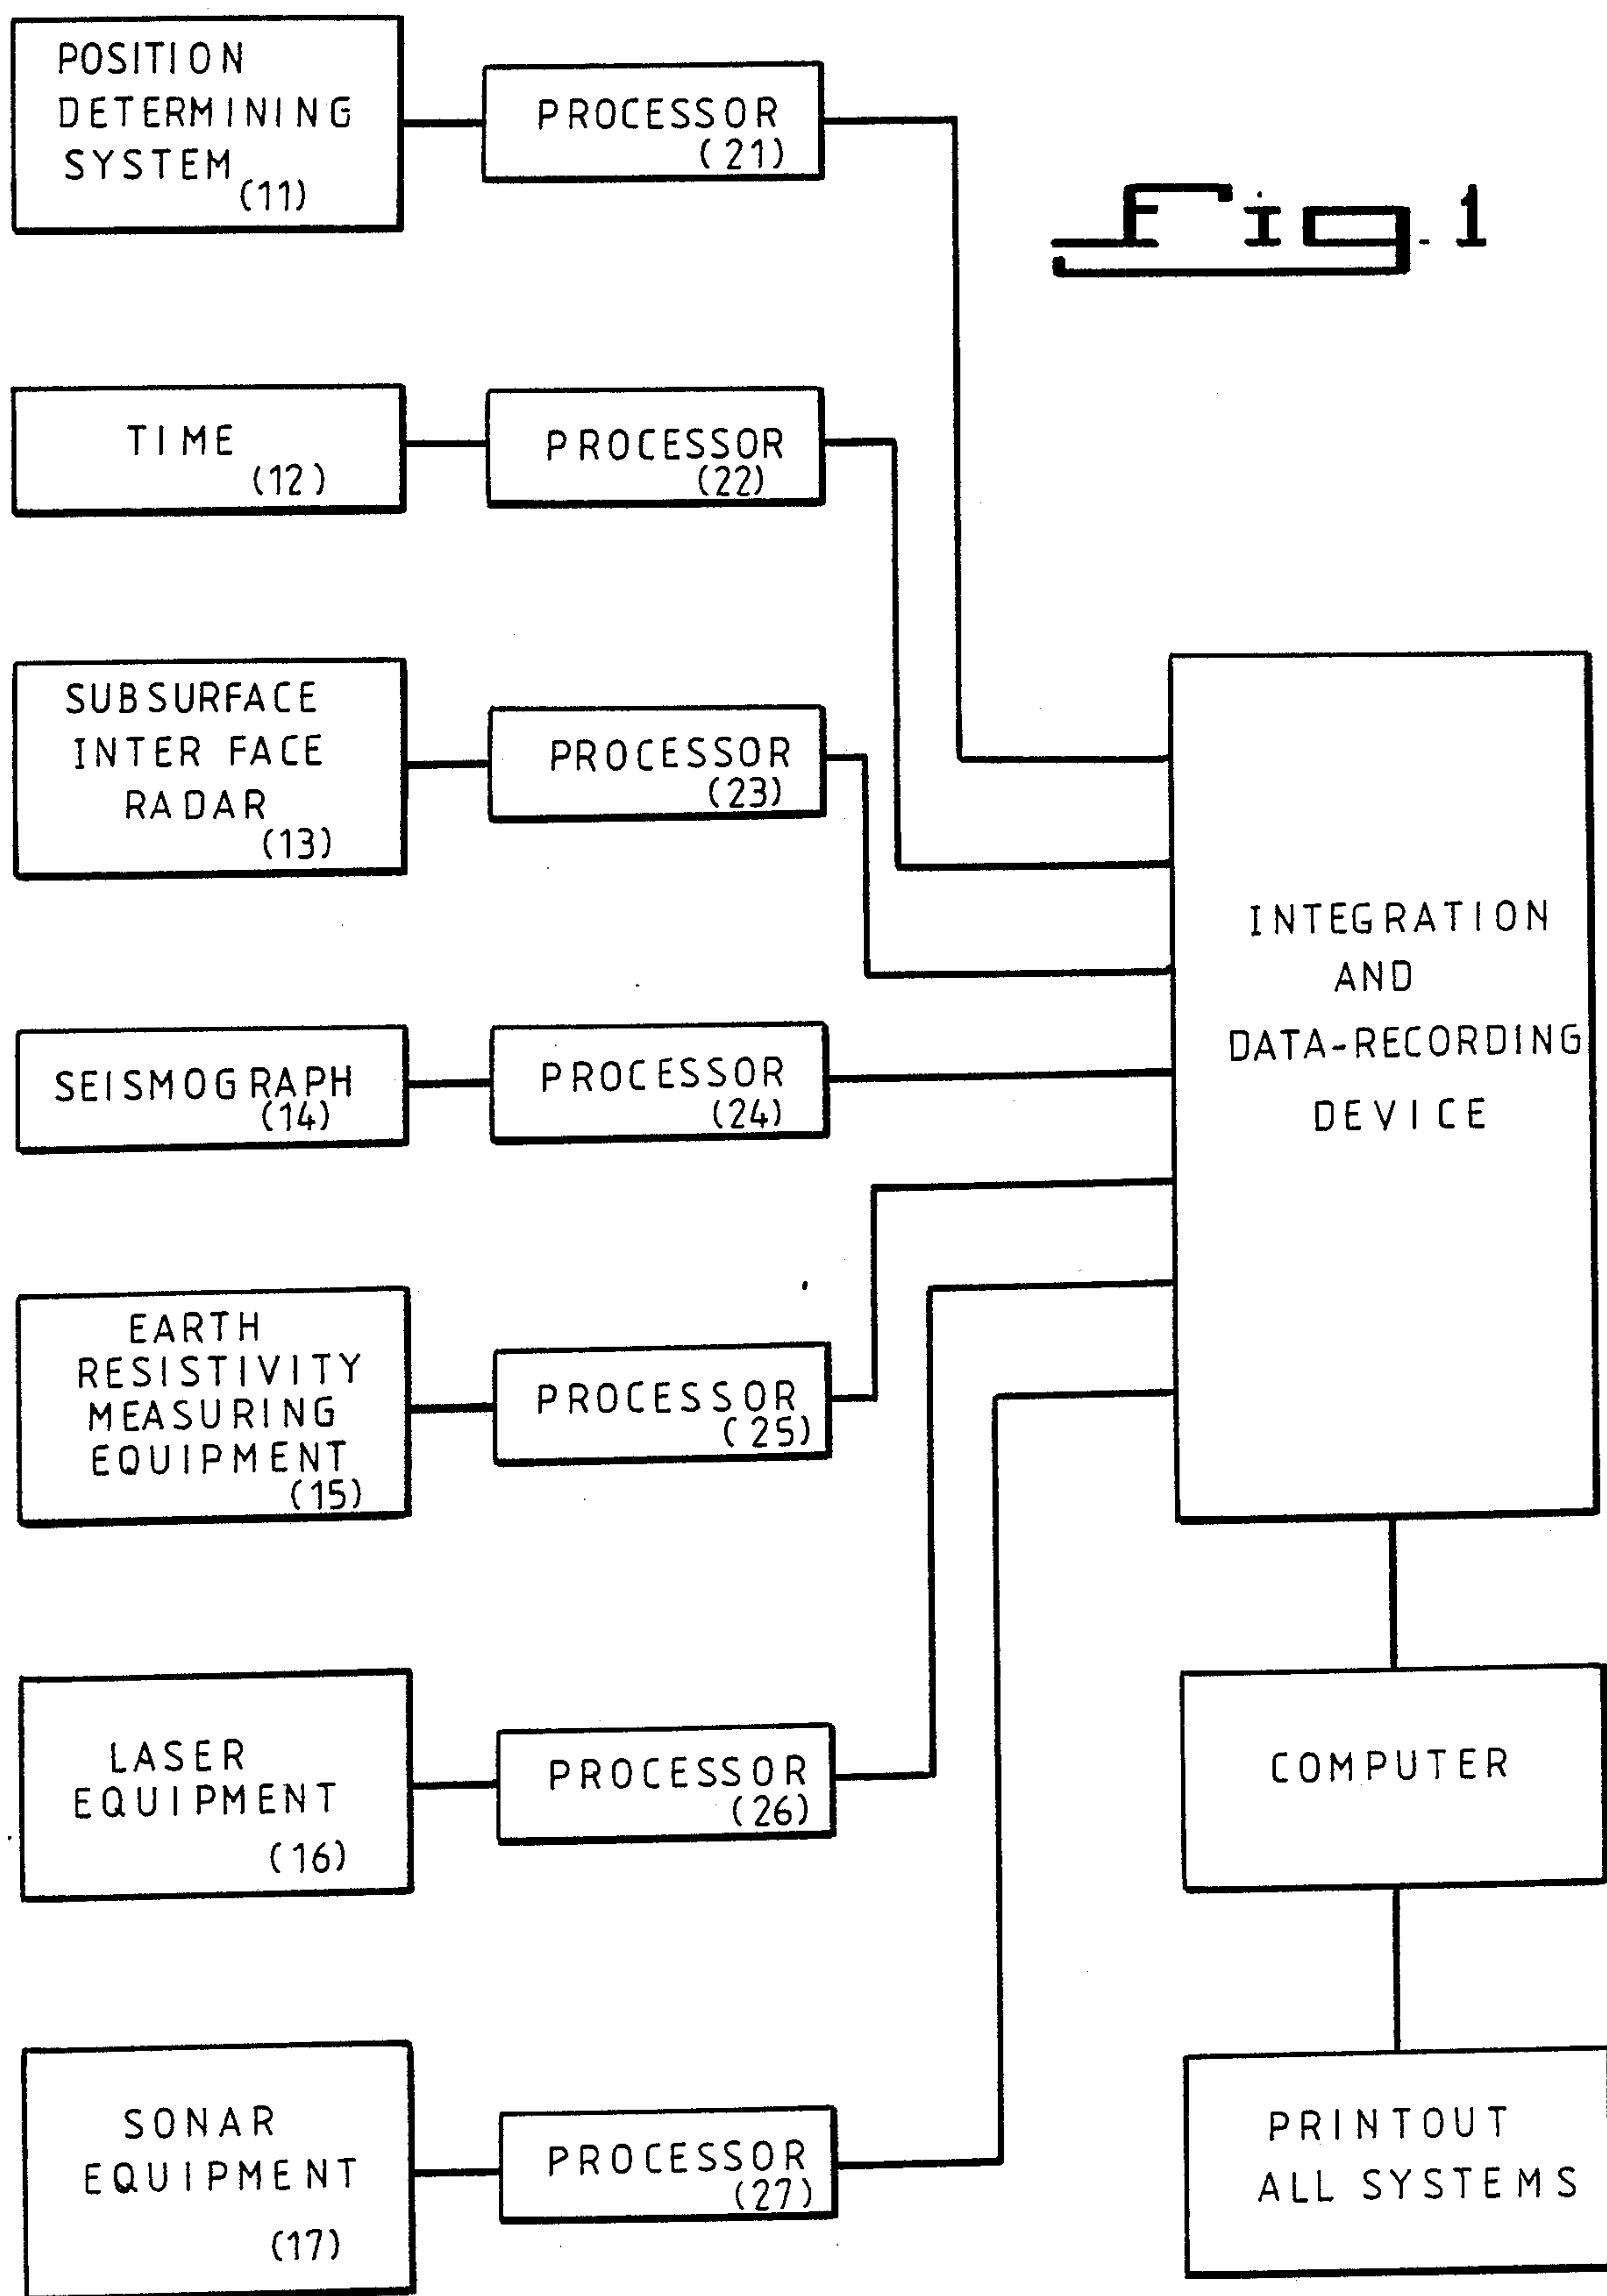 POSITION
DETERMINING
SYSTEM
(11)
PROCESSOR
(21)
Fig. 1
TIME
(12)
PROCESSOR
(22)
SUBSURFACE
INTER FACE
RADAR
(13)
PROCESSOR
(23)
INTEGRATION
AND
DATA-RECORDING
DEVICE
SEISMOGRAPH
(14)
PROCESSOR
(24)
EARTH
RESISTIVITY
MEASURING
EQUIPMENT
(15)
PROCESSOR
(25)
LASER
EQUIPMENT
(16)
PROCESSOR
(26)
COMPUTER
SONAR
EQUIPMENT
(17)
PROCESSOR
(27)
PRINTOUT
ALL SYSTEMS